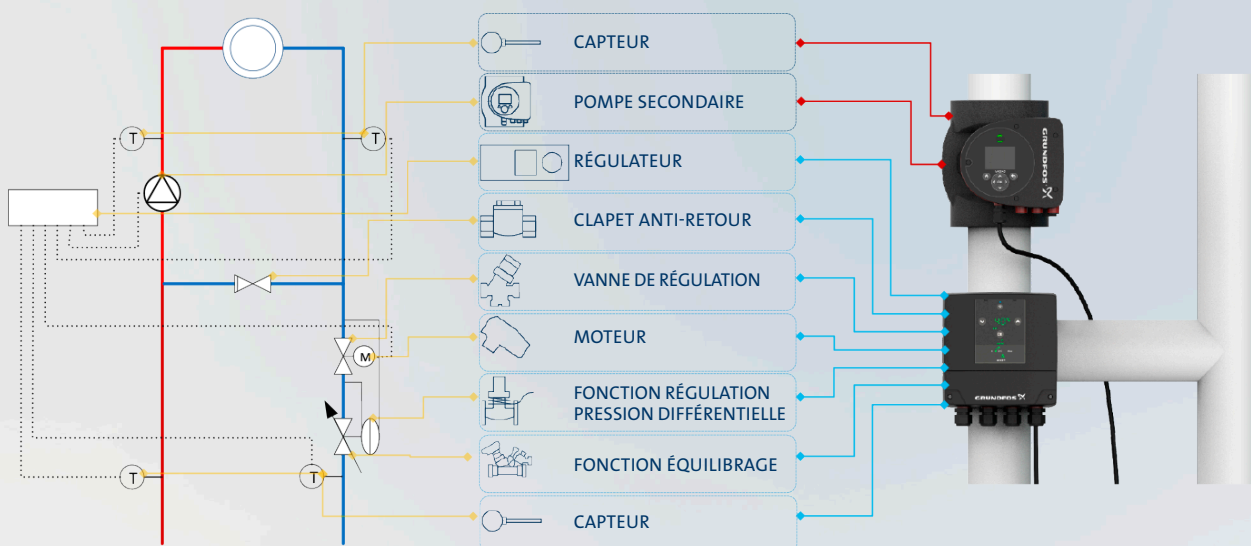 CAPTEUR
POMPE SECONDAIRE
RÉGULATEUR
CLAPET ANTI-RETOUR
VANNE DE RÉGULATION
MOTEUR
FONCTION RÉGULATION
PRESSION DIFFÉRENTIELLE
FONCTION ÉQUILIBRAGE
CAPTEUR
T
T
M
T
T
GRUNDFOS
GRUNDFOS